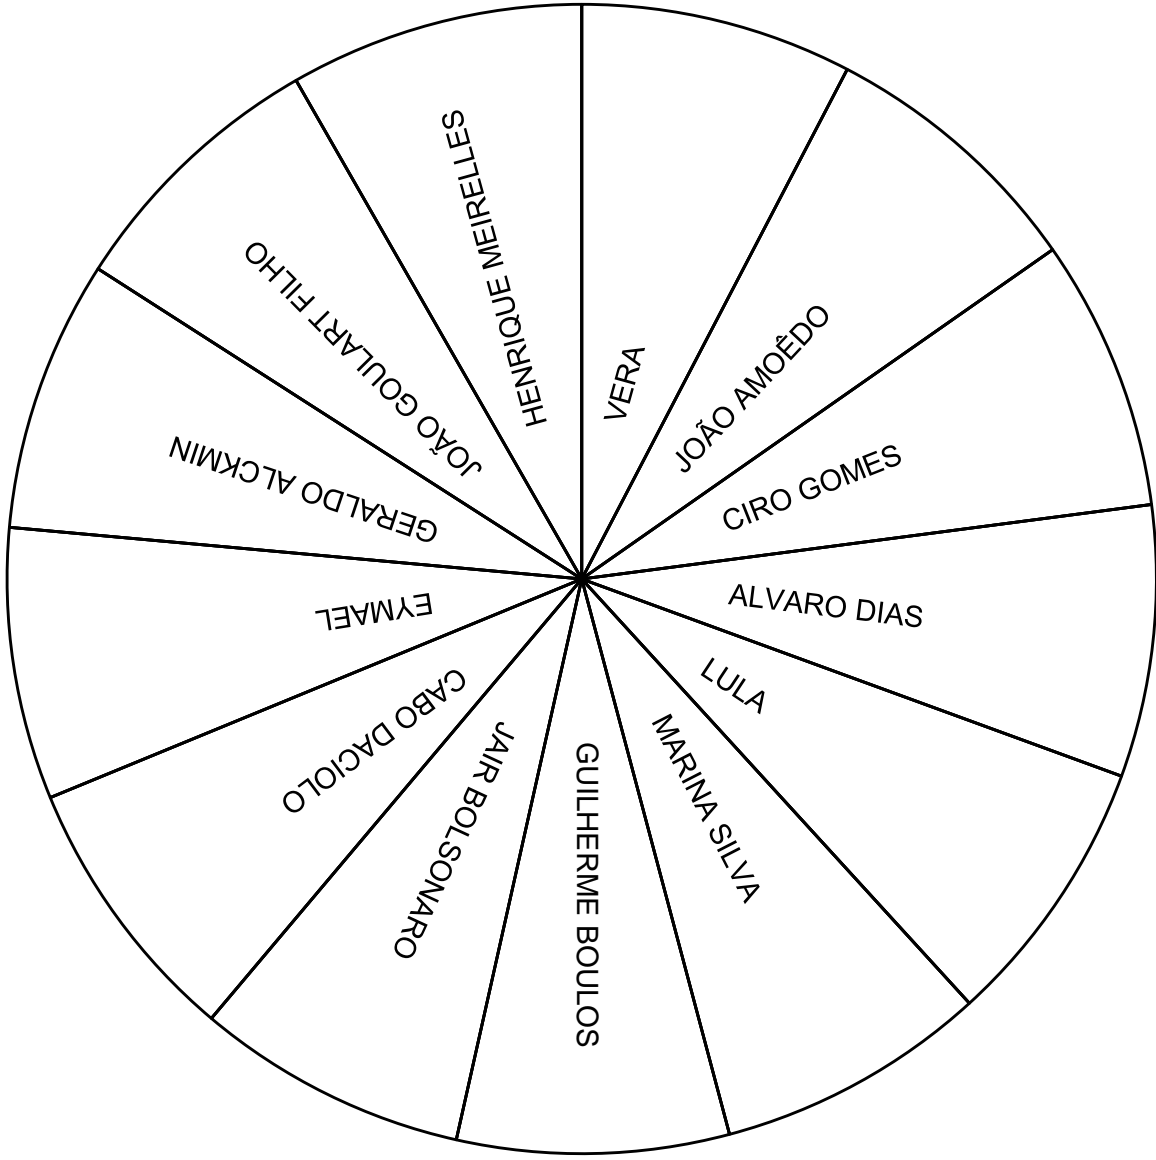 VERA
JOÃO AMOÊDO
CIRO GOMES
ALVARO DIAS
LULA
MARINA SILVA
GUILHERME BOULOS
JAIR BOLSONARO
CABO DACIOLO
EYMAEL
GERALDO ALCKMIN
JOÃO GOULART FILHO
HENRIQUE MEIRELLES